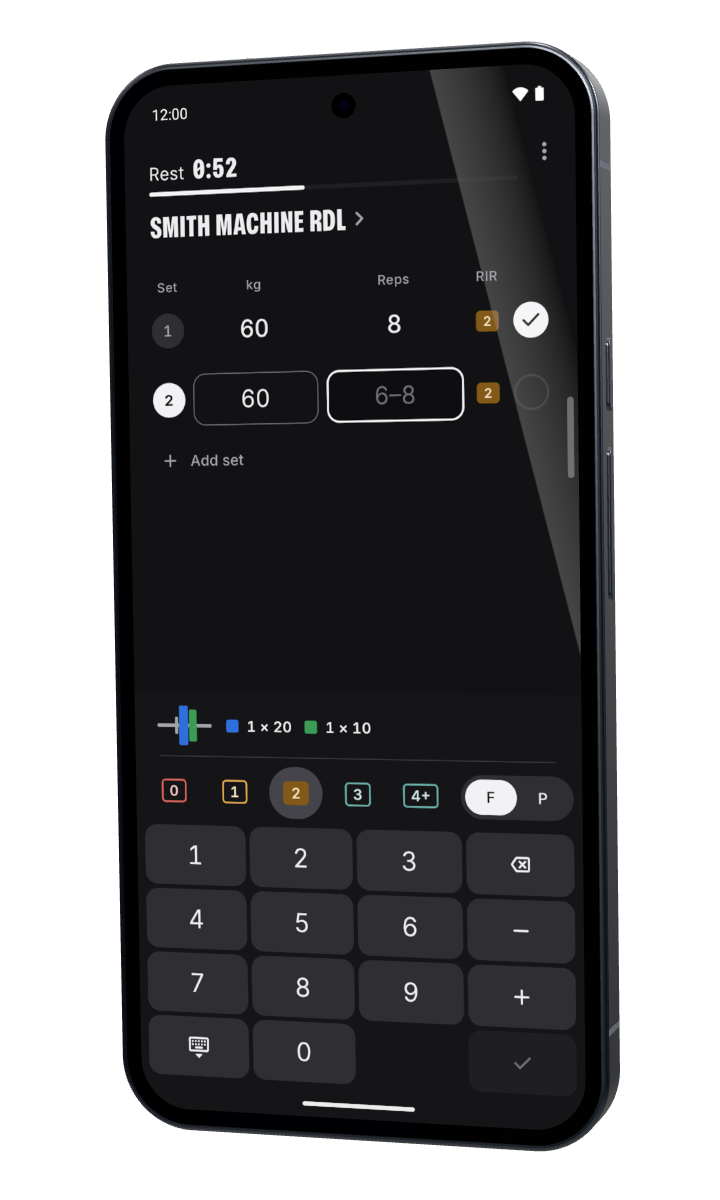 12:00
Rest 0:52
SMITH MACHINE RDL
Set kg Reps RIR
1 60 8 2
2 60 6–8 2
+ Add set
1 × 20 1 × 10
0 1 2 3 4+ F P
1 2 3
4 5 6 −
7 8 9 +
0